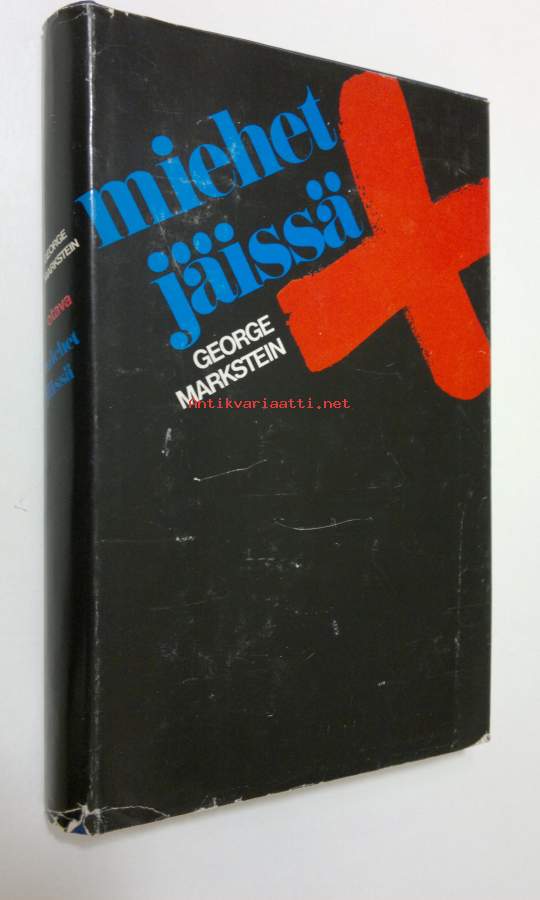 miehet
jäissä
GEORGE
MARKSTEIN
Antikvariaatti.net
GEORGE
MARKSTEIN
otava
miehet
jäissä